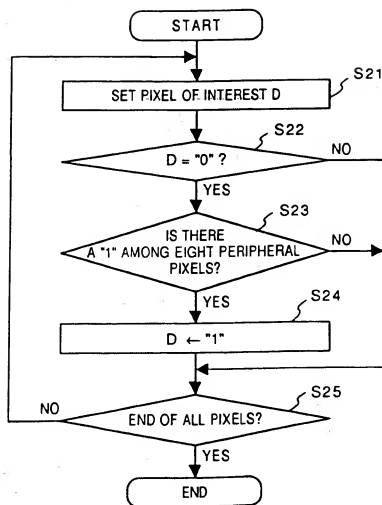 START
SET PIXEL OF INTEREST D
S21
D = "0" ?
S22
NO
YES
IS THERE
A "1" AMONG EIGHT PERIPHERAL
PIXELS?
S23
NO
YES
D ← "1"
S24
END OF ALL PIXELS?
S25
NO
YES
END